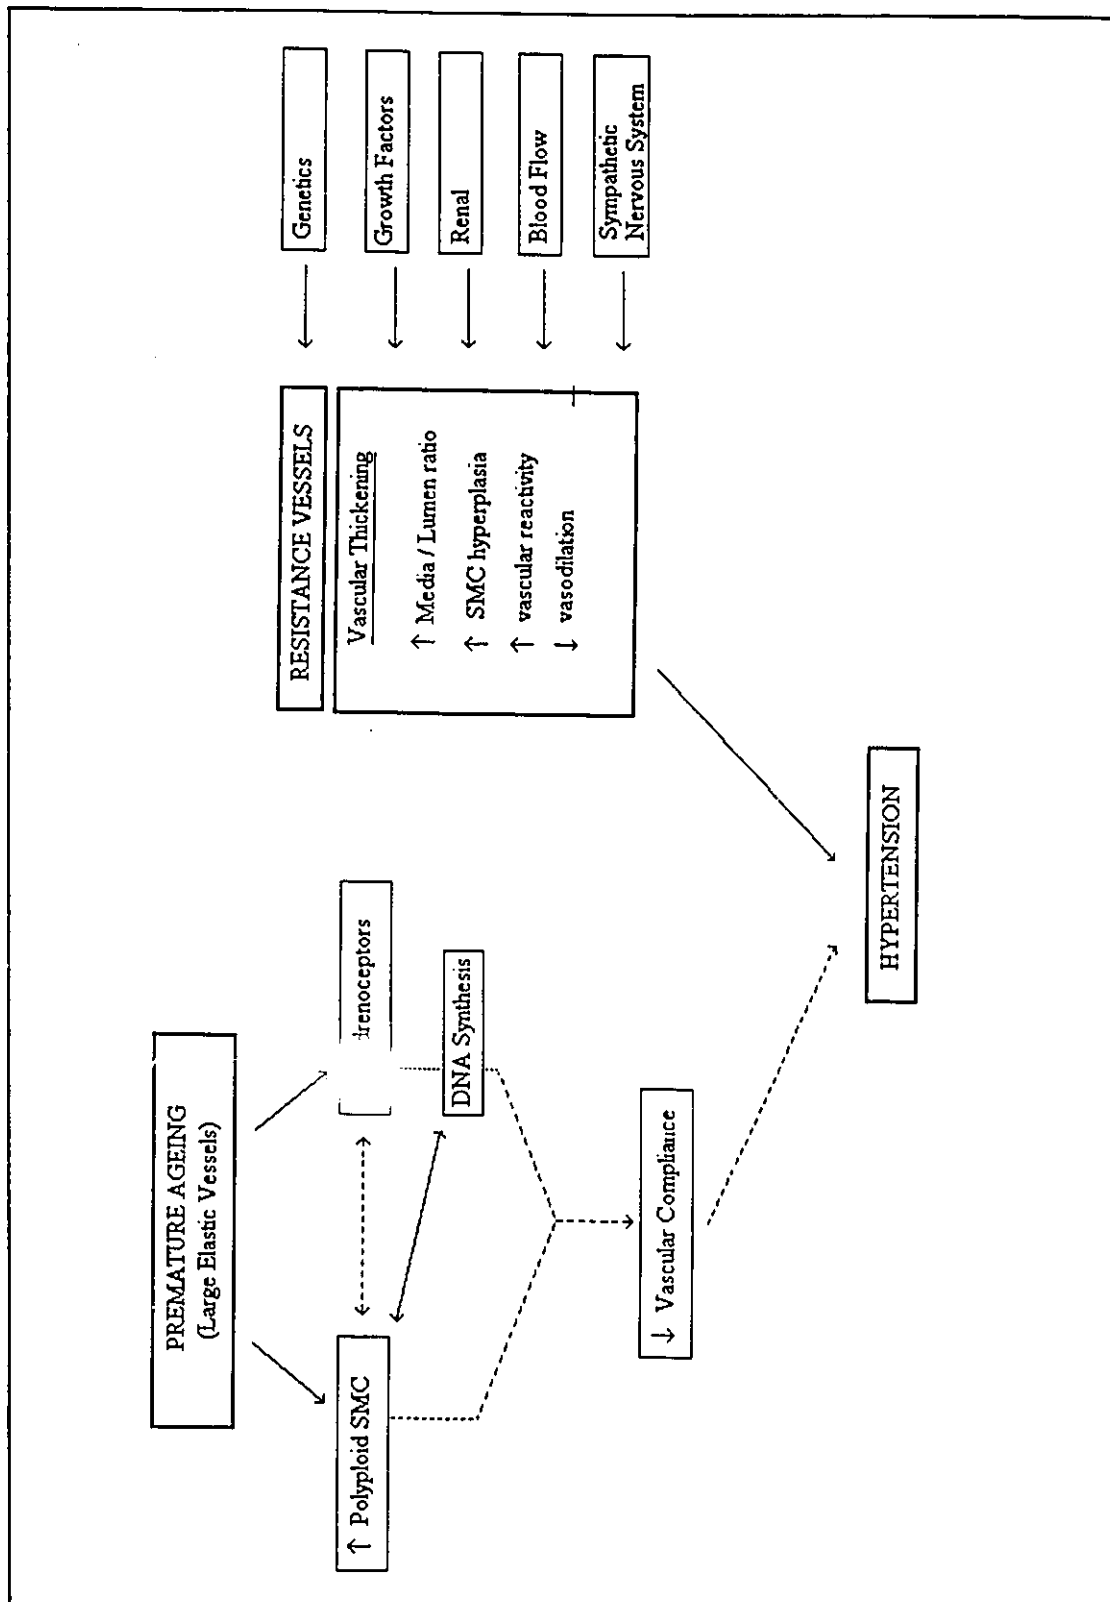 PREMATURE AGEING
(Large Elastic Vessels)
↑ Polyploid SMC
irenoceptors
DNA Synthesis
↓ Vascular Compliance
HYPERTENSION
RESISTANCE VESSELS
Vascular Thickening
↑ Media / Lumen ratio
↑ SMC hyperplasia
↑ vascular reactivity
↓ vasodilation
Genetics
Growth Factors
Renal
Blood Flow
Sympathetic
Nervous System